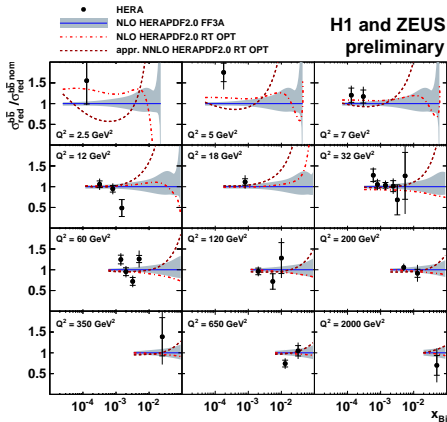 HERA
NLO HERAPDF2.0 FF3A
NLO HERAPDF2.0 RT OPT
appr. NNLO HERAPDF2.0 RT OPT
H1 and ZEUS
preliminary
σ_red^{bb̄} / σ_red^{bb̄ nom}
1.5
1
0.5
Q² = 2.5 GeV²
Q² = 5 GeV²
Q² = 7 GeV²
Q² = 12 GeV²
Q² = 18 GeV²
Q² = 32 GeV²
1.5
1
0.5
Q² = 60 GeV²
Q² = 120 GeV²
Q² = 200 GeV²
1.5
1
0.5
Q² = 350 GeV²
Q² = 650 GeV²
Q² = 2000 GeV²
1.5
1
0.5
10⁻⁴ 10⁻³ 10⁻² 10⁻⁴ 10⁻³ 10⁻² 10⁻⁴ 10⁻³ 10⁻²
x_Bj